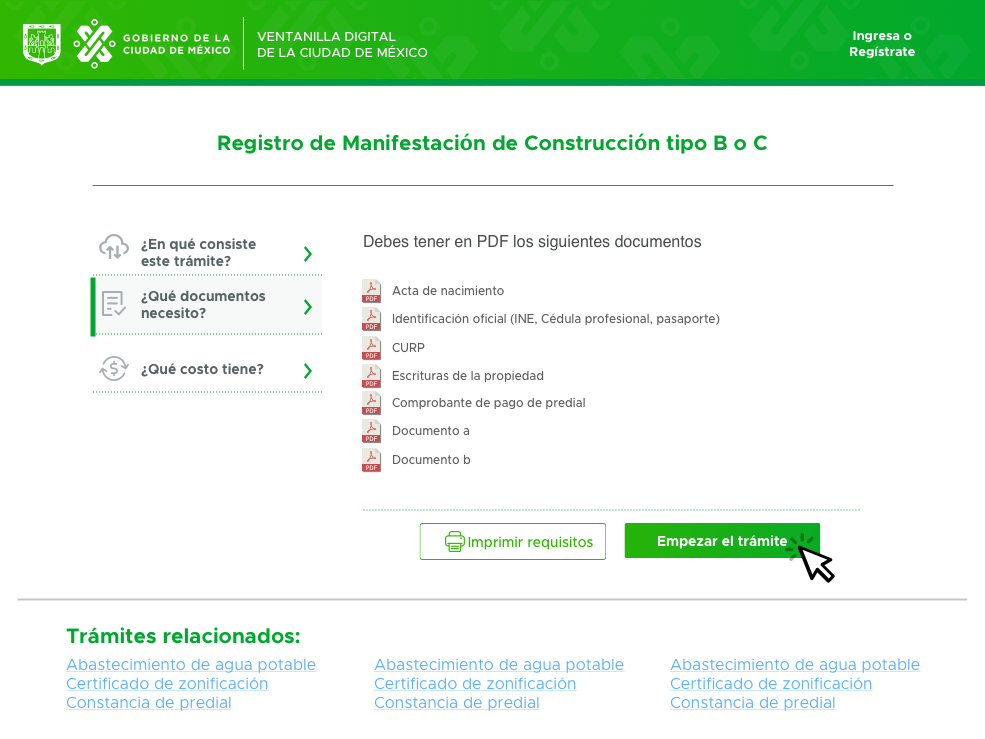 GOBIERNO DE LA
CIUDAD DE MÉXICO
VENTANILLA DIGITAL
DE LA CIUDAD DE MÉXICO
Ingresa o
Regístrate
Registro de Manifestación de Construcción tipo B o C
¿En qué consiste
este trámite?
¿Qué documentos
necesito?
¿Qué costo tiene?
Debes tener en PDF los siguientes documentos
PDF Acta de nacimiento
PDF Identificación oficial (INE, Cédula profesional, pasaporte)
PDF CURP
PDF Escrituras de la propiedad
PDF Comprobante de pago de predial
PDF Documento a
PDF Documento b
Imprimir requisitos
Empezar el trámite
Trámites relacionados:
Abastecimiento de agua potable
Certificado de zonificación
Constancia de predial
Abastecimiento de agua potable
Certificado de zonificación
Constancia de predial
Abastecimiento de agua potable
Certificado de zonificación
Constancia de predial